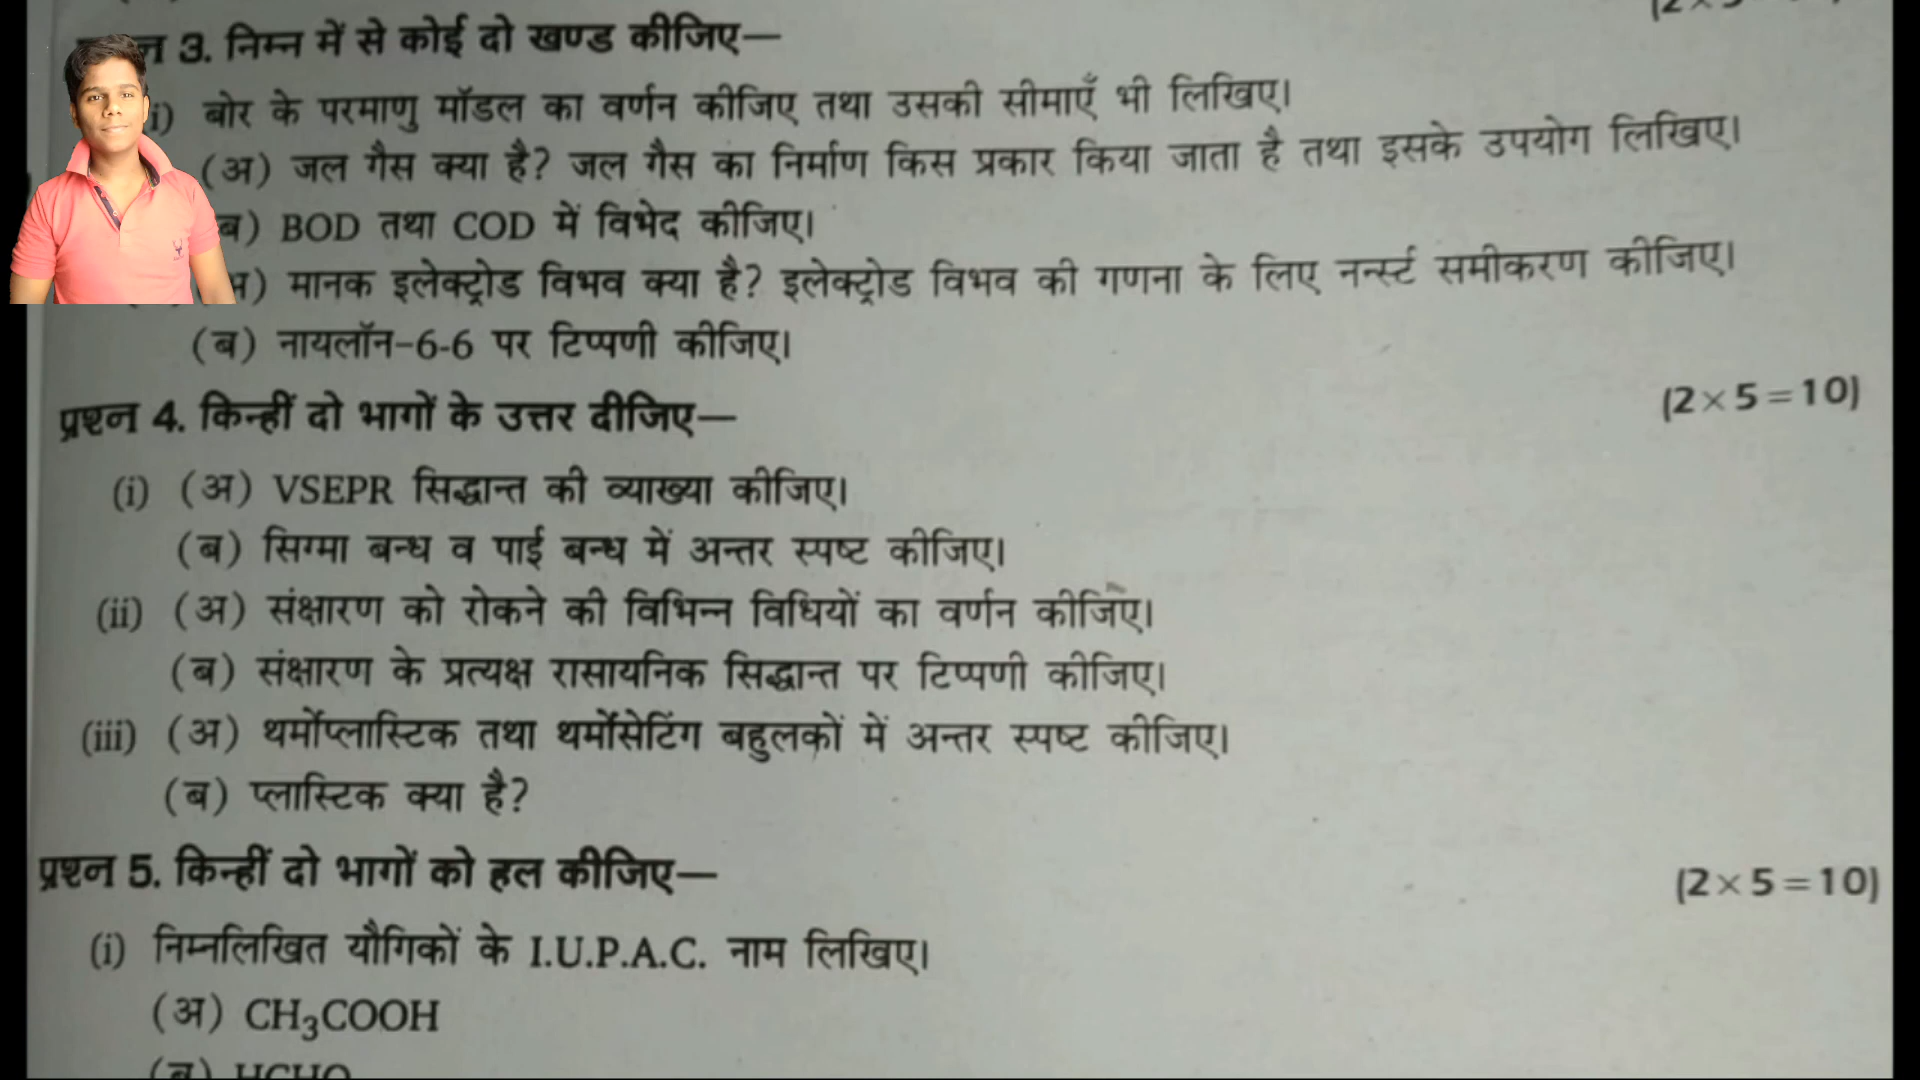 3. निम्न में से कोई दो खण्ड कीजिए—
i) बोर के परमाणु मॉडल का वर्णन कीजिए तथा उसकी सीमाएँ भी लिखिए।
(अ) जल गैस क्या है? जल गैस का निर्माण किस प्रकार किया जाता है तथा इसके उपयोग लिखिए।
ब) BOD तथा COD में विभेद कीजिए।
मानक इलेक्ट्रोड विभव क्या है? इलेक्ट्रोड विभव की गणना के लिए नर्न्स्ट समीकरण कीजिए।
(ब) नायलॉन-6-6 पर टिप्पणी कीजिए।
प्रश्न 4. किन्हीं दो भागों के उत्तर दीजिए— (2×5=10)
(i) (अ) VSEPR सिद्धान्त की व्याख्या कीजिए।
(ब) सिग्मा बन्ध व पाई बन्ध में अन्तर स्पष्ट कीजिए।
(ii) (अ) संक्षारण को रोकने की विभिन्न विधियों का वर्णन कीजिए।
(ब) संक्षारण के प्रत्यक्ष रासायनिक सिद्धान्त पर टिप्पणी कीजिए।
(iii) (अ) थर्मोप्लास्टिक तथा थर्मोसेटिंग बहुलकों में अन्तर स्पष्ट कीजिए।
(ब) प्लास्टिक क्या है?
प्रश्न 5. किन्हीं दो भागों को हल कीजिए— (2×5=10)
(i) निम्नलिखित यौगिकों के I.U.P.A.C. नाम लिखिए।
(अ) CH₃COOH
(ब) HCHO